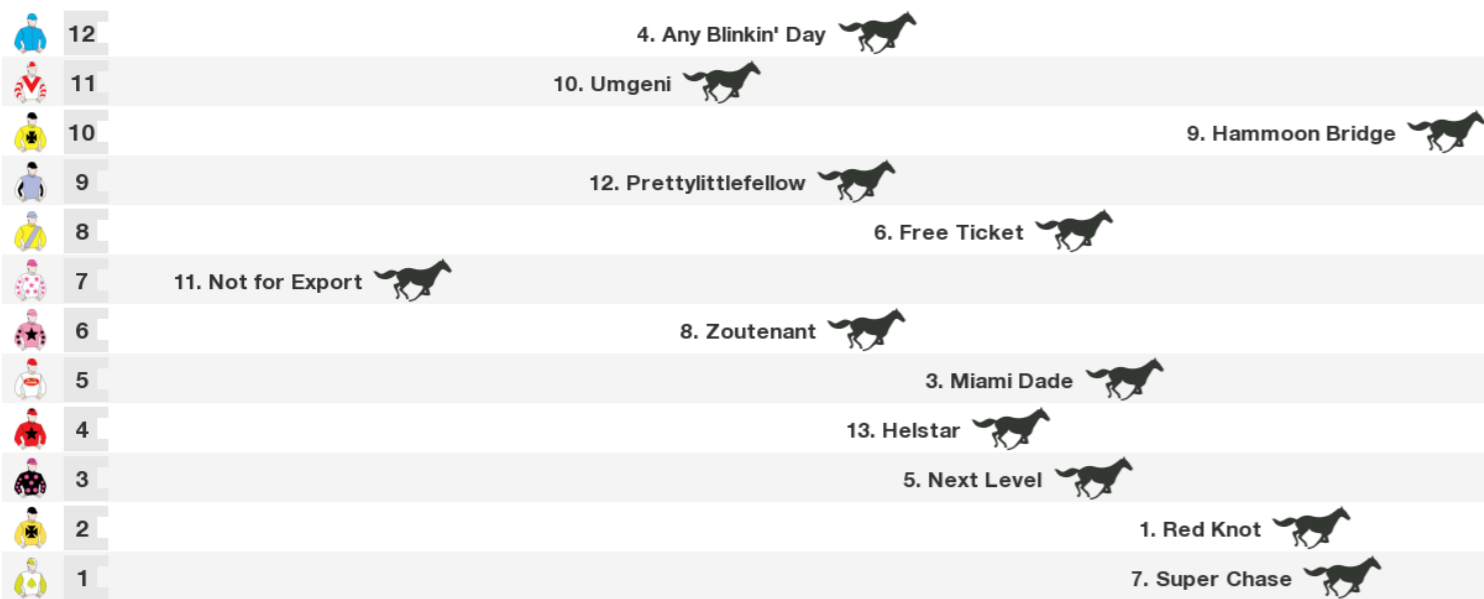 12 4. Any Blinkin' Day
11 10. Umgeni
10 9. Hammoon Bridge
9 12. Prettylittlefellow
8 6. Free Ticket
7 11. Not for Export
6 8. Zoutenant
5 3. Miami Dade
4 13. Helstar
3 5. Next Level
2 1. Red Knot
1 7. Super Chase